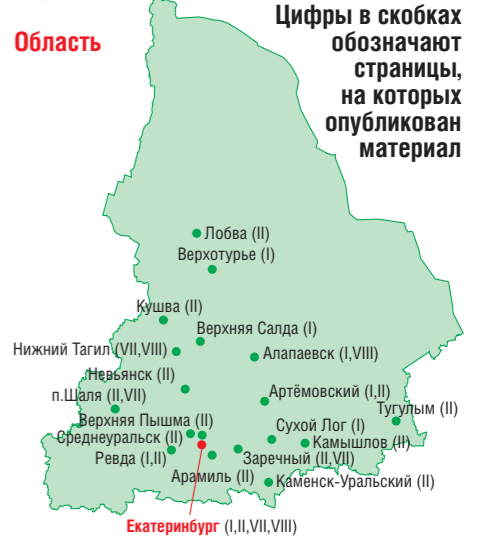 Цифры в скобках
обозначают
страницы,
на которых
опубликован
материал
Область
Лобва (II)
Верхотурье (I)
Кушва (II)
Верхняя Салда (I)
Нижний Тагил (VII,VIII)
Алапаевск (I,VIII)
Невьянск (II)
п.Шаля (II,VII)
Артёмовский (I,II)
Тугулым (II)
Верхняя Пышма (II)
Сухой Лог (I)
Среднеуральск (II)
Камышлов (II)
Ревда (I,II)
Заречный (II,VII)
Арамиль (II)
Каменск-Уральский (II)
Екатеринбург (I,II,VII,VIII)